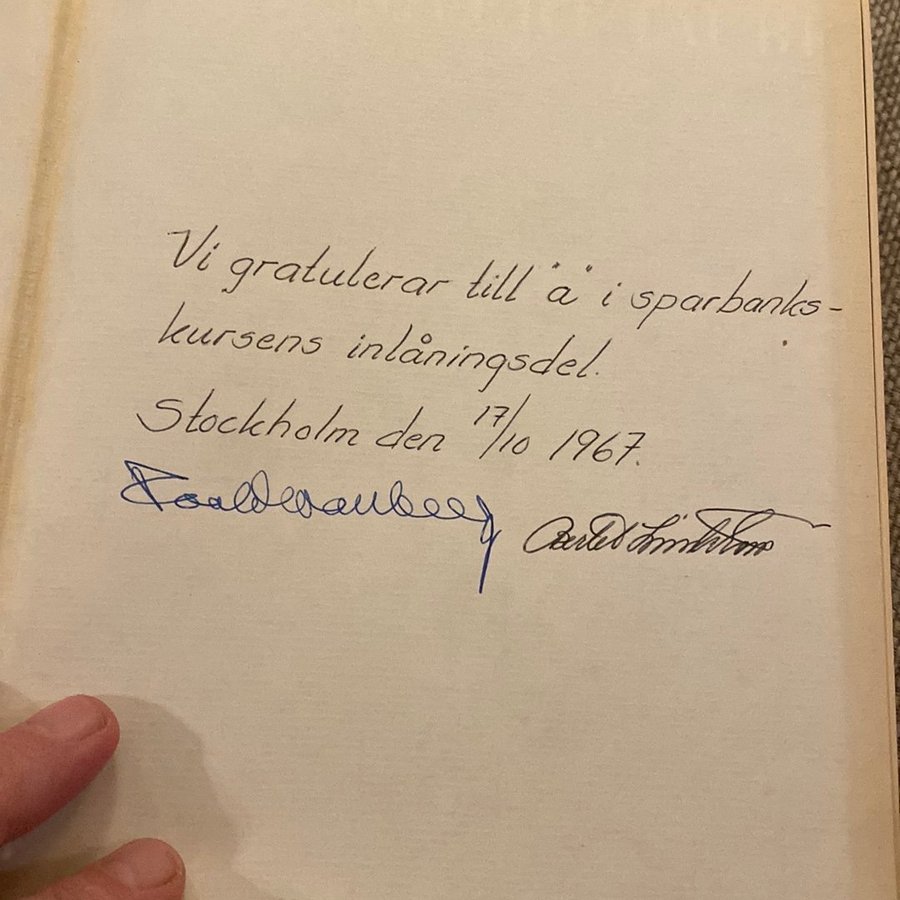 Vi gratulerar till "a" i sparbanks-
kursens inlåningsdel.
Stockholm den 17/10 1967.